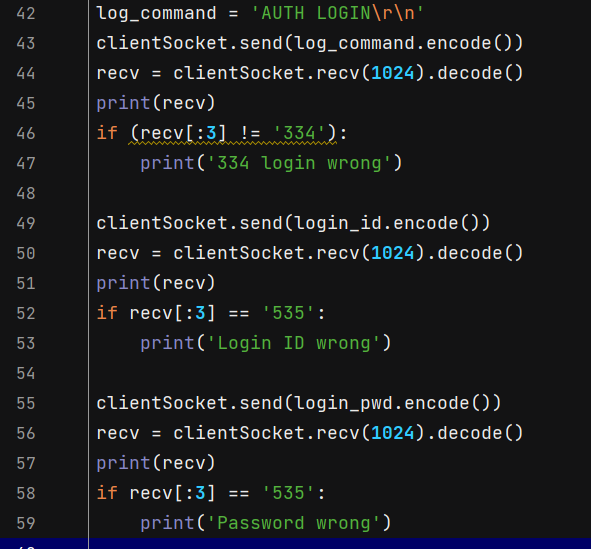 42 log_command = 'AUTH LOGIN\r\n'
43 clientSocket.send(log_command.encode())
44 recv = clientSocket.recv(1024).decode()
45 print(recv)
46 if (recv[:3] != '334'):
47     print('334 login wrong')
48
49 clientSocket.send(login_id.encode())
50 recv = clientSocket.recv(1024).decode()
51 print(recv)
52 if recv[:3] == '535':
53     print('Login ID wrong')
54
55 clientSocket.send(login_pwd.encode())
56 recv = clientSocket.recv(1024).decode()
57 print(recv)
58 if recv[:3] == '535':
59     print('Password wrong')